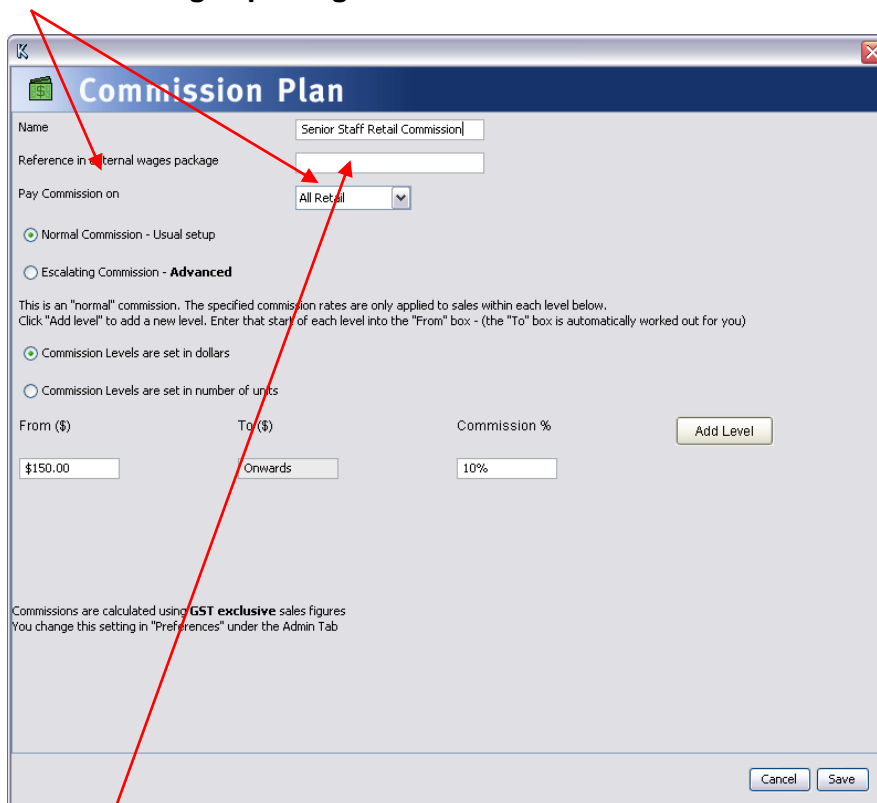 Commission Plan
Name
Senior Staff Retail Commission
Reference in external wages package
Pay Commission on
All Retail
Normal Commission - Usual setup
Escalating Commission - Advanced
This is an "normal" commission. The specified commission rates are only applied to sales within each level below.
Click "Add level" to add a new level. Enter that start of each level into the "From" box - (the "To" box is automatically worked out for you)
Commission Levels are set in dollars
Commission Levels are set in number of units
From ($) To ($) Commission % Add Level
$150.00 Onwards 10%
Commissions are calculated using GST exclusive sales figures
You change this setting in "Preferences" under the Admin Tab
Cancel Save